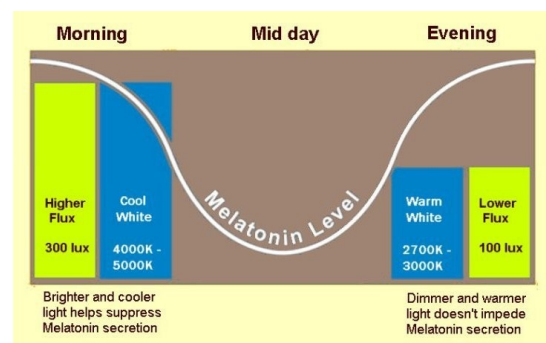 Morning
Mid day
Evening
Higher
Flux
300 lux
Cool
White
4000K -
5000K
Melatonin Level
Warm
White
2700K -
3000K
Lower
Flux
100 lux
Brighter and cooler
light helps suppress
Melatonin secretion
Dimmer and warmer
light doesn't impede
Melatonin secretion